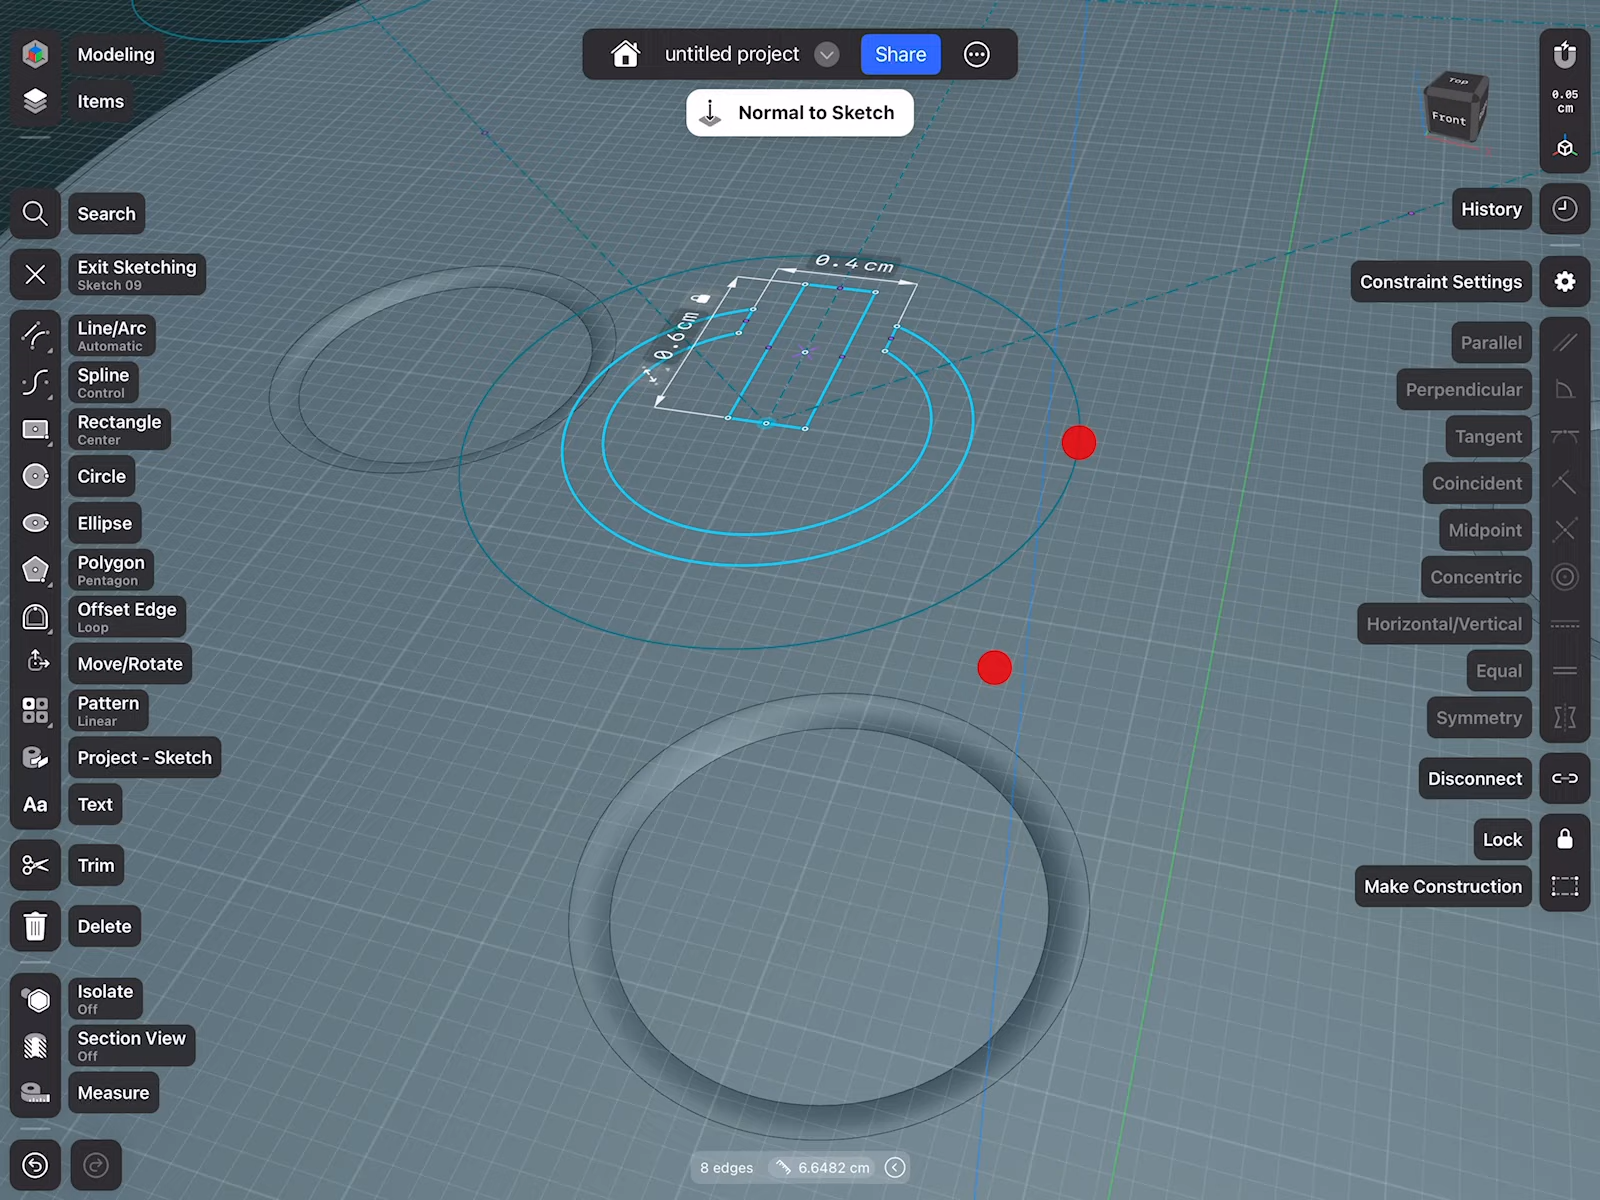 Modeling
Items
untitled project
Share
Normal to Sketch
Top
Front
0.05
cm
Search
History
Exit Sketching
Sketch 09
Constraint Settings
Line/Arc
Automatic
Spline
Control
Rectangle
Center
Circle
Ellipse
Polygon
Pentagon
Offset Edge
Loop
Move/Rotate
Pattern
Linear
Project - Sketch
Aa
Text
Trim
Delete
Isolate
Off
Section View
Off
Measure
0.4 cm
0.6 cm
Parallel
Perpendicular
Tangent
Coincident
Midpoint
Concentric
Horizontal/Vertical
Equal
Symmetry
Disconnect
Lock
Make Construction
8 edges
6.6482 cm